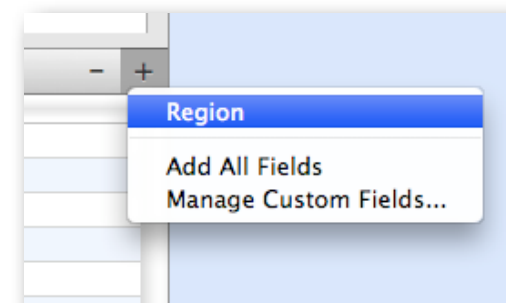 - +
Region
Add All Fields
Manage Custom Fields...